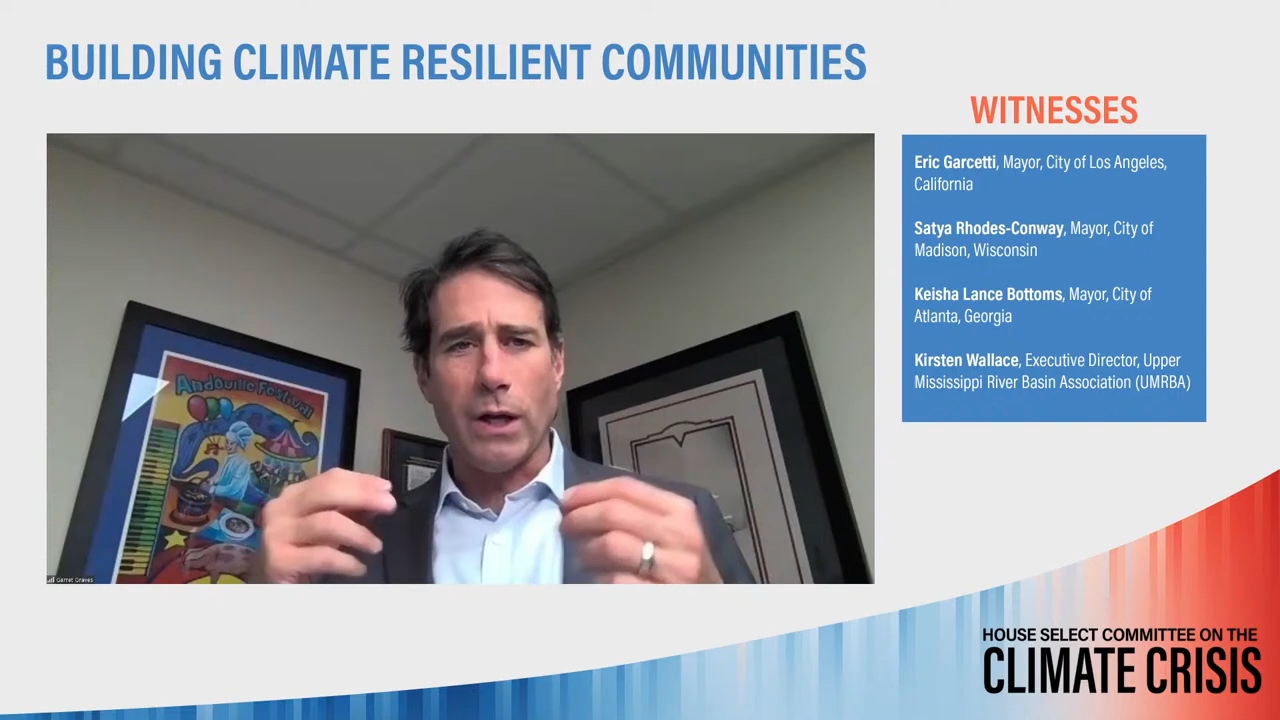 BUILDING CLIMATE RESILIENT COMMUNITIES
WITNESSES
Eric Garcetti, Mayor, City of Los Angeles,
California
Satya Rhodes-Conway, Mayor, City of
Madison, Wisconsin
Keisha Lance Bottoms, Mayor, City of
Atlanta, Georgia
Kirsten Wallace, Executive Director, Upper
Mississippi River Basin Association (UMRBA)
Andouille Festival
Garret Graves
HOUSE SELECT COMMITTEE ON THE
CLIMATE CRISIS